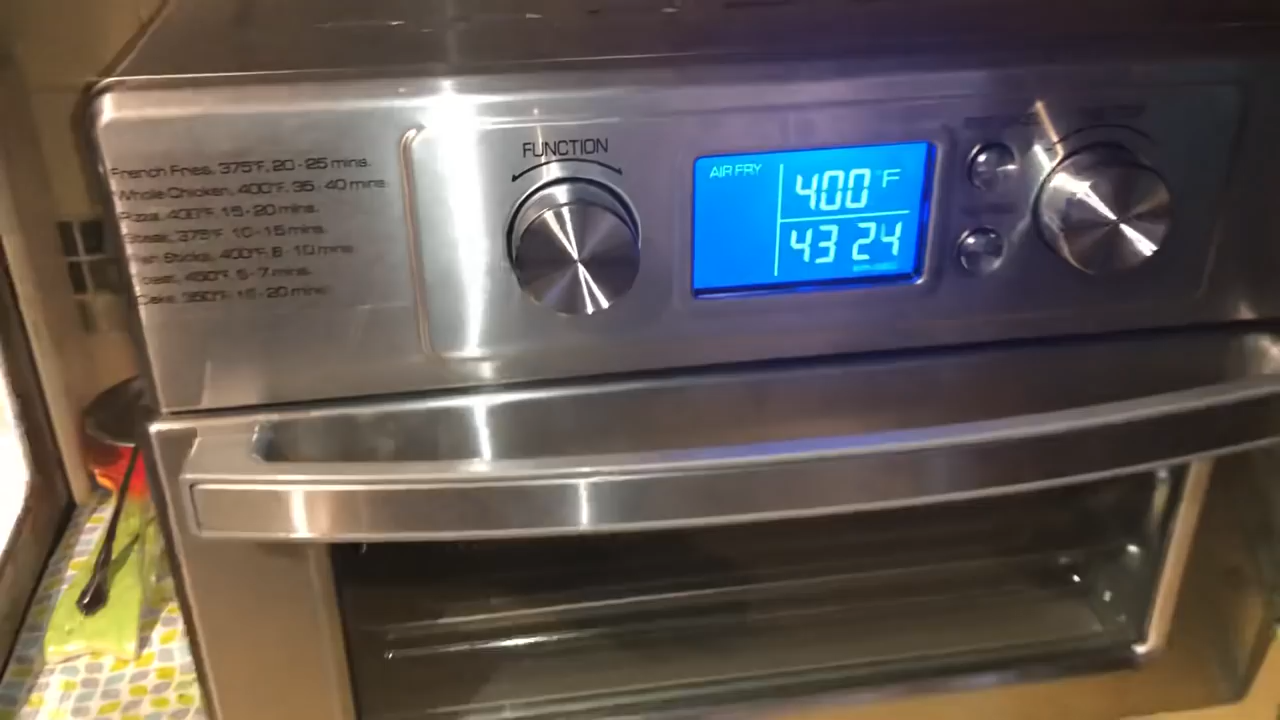 French Fries, 375°F, 20 - 25 mins.
Whole Chicken, 400°F, 35 - 40 mins
Pizza, 400°F, 15 - 20 mins.
Steak, 375°F, 10 - 15 mins.
Sticks, 400°F, 8 - 10 mins
Toast, 450°F, 5 - 7 mins.
Cake, 350°F, 15 - 20 mins
FUNCTION
AIR FRY
400°F
43 24